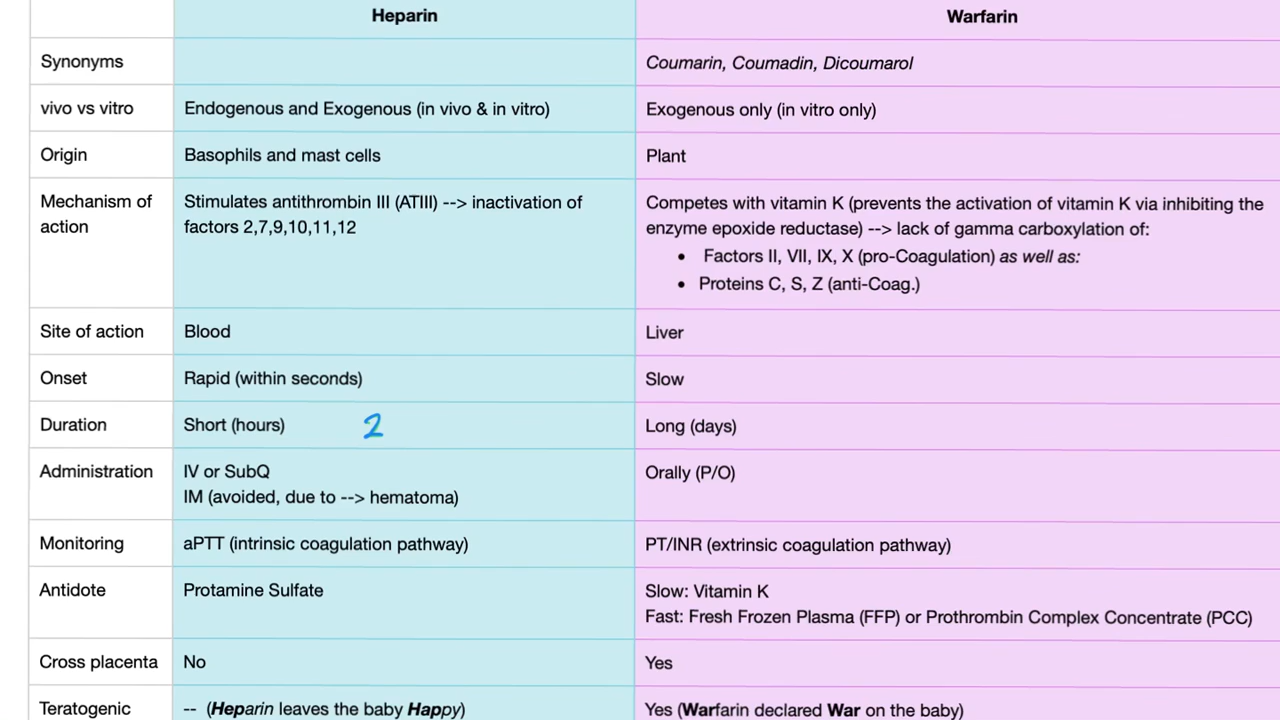 Heparin Warfarin
Synonyms Coumarin, Coumadin, Dicoumarol
vivo vs vitro Endogenous and Exogenous (in vivo & in vitro) Exogenous only (in vitro only)
Origin Basophils and mast cells Plant
Mechanism of action
Stimulates antithrombin III (ATIII) --> inactivation of
factors 2,7,9,10,11,12
Competes with vitamin K (prevents the activation of vitamin K via inhibiting the
enzyme epoxide reductase) --> lack of gamma carboxylation of:
• Factors II, VII, IX, X (pro-Coagulation) as well as:
• Proteins C, S, Z (anti-Coag.)
Site of action Blood Liver
Onset Rapid (within seconds) Slow
Duration Short (hours) 2 Long (days)
Administration
IV or SubQ
IM (avoided, due to --> hematoma)
Orally (P/O)
Monitoring aPTT (intrinsic coagulation pathway) PT/INR (extrinsic coagulation pathway)
Antidote Protamine Sulfate
Slow: Vitamin K
Fast: Fresh Frozen Plasma (FFP) or Prothrombin Complex Concentrate (PCC)
Cross placenta No Yes
Teratogenic -- (Heparin leaves the baby Happy) Yes (Warfarin declared War on the baby)